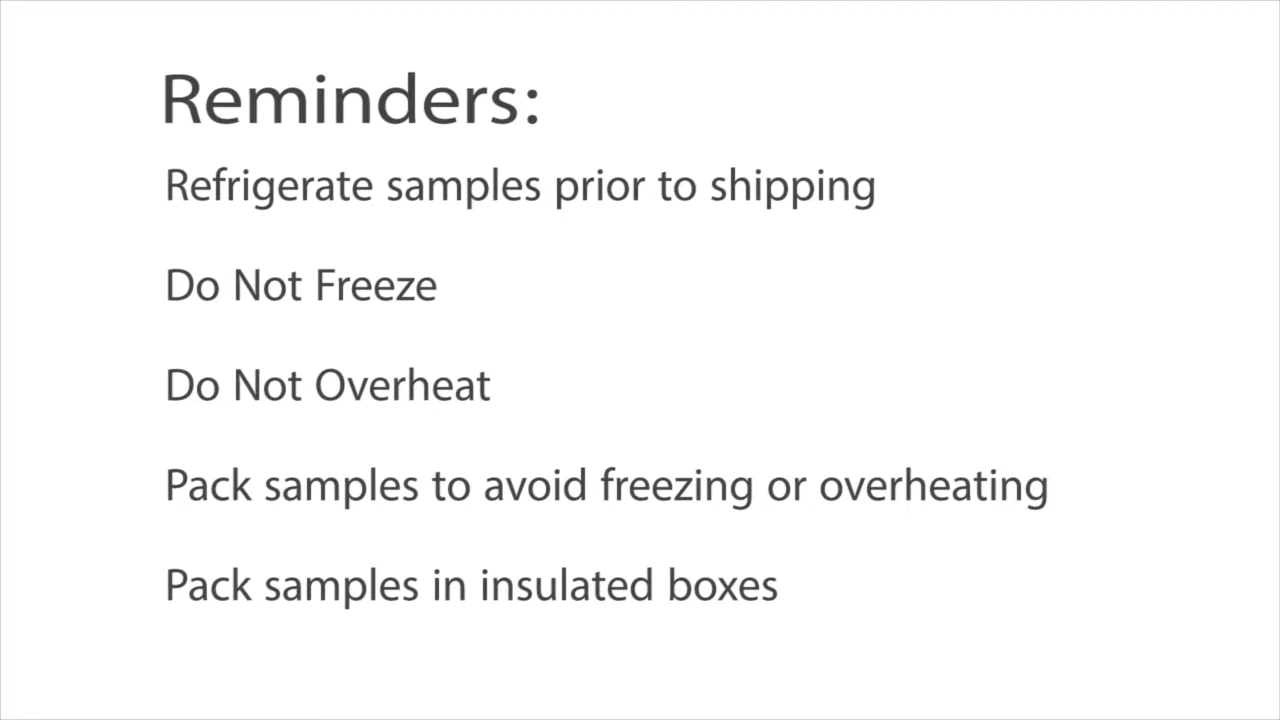 Reminders:
Refrigerate samples prior to shipping
Do Not Freeze
Do Not Overheat
Pack samples to avoid freezing or overheating
Pack samples in insulated boxes